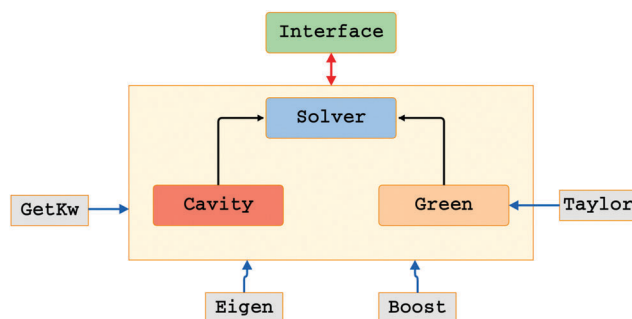 Interface
Solver
Cavity
Green
GetKw
Taylor
Eigen
Boost